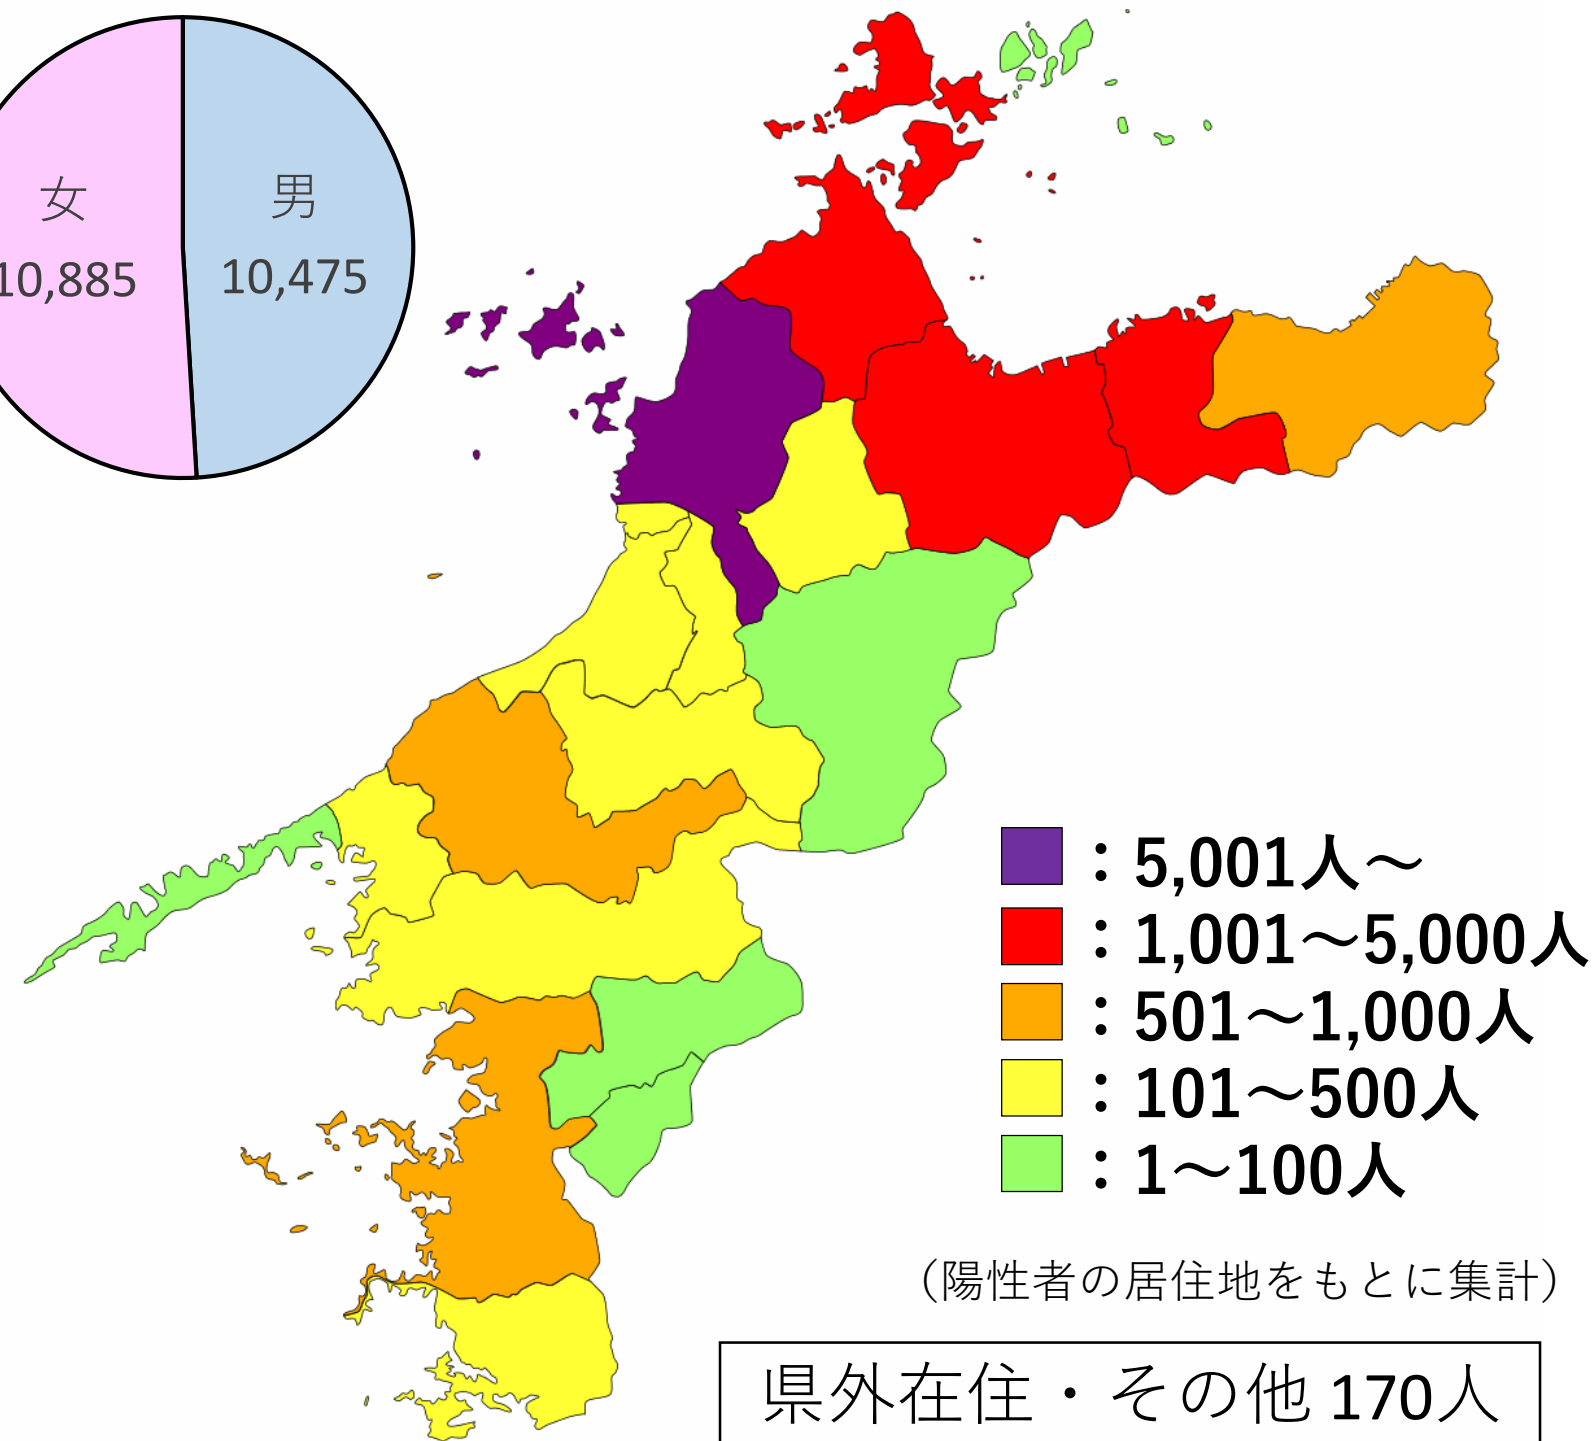 女
10,885
男
10,475
：5,001人～
：1,001～5,000人
：501～1,000人
：101～500人
：1～100人
（陽性者の居住地をもとに集計）
県外在住・その他 170人